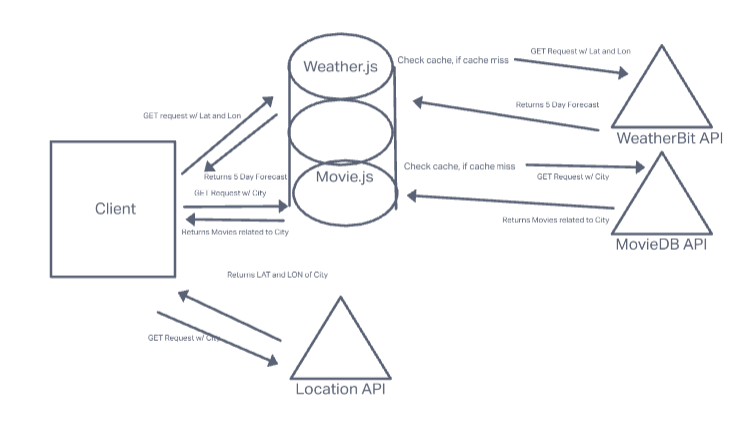 Weather.js
Check cache, if cache miss
GET Request w/ Lat and Lon
GET request w/ Lat and Lon
Returns 5 Day Forecast
WeatherBit API
Returns 5 Day Forecast
Movie.js
Check cache, if cache miss
GET Request w/ City
GET Request w/ City
Client
Returns Movies related to City
Returns Movies related to City
MovieDB API
Returns LAT and LON of City
GET Request w/ City
Location API